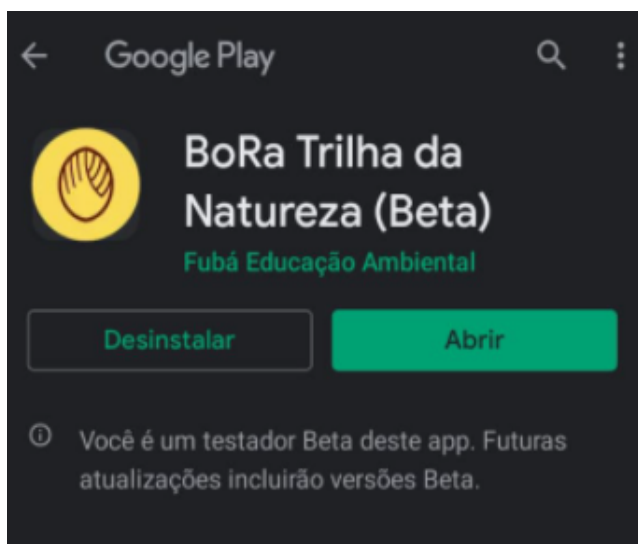 Google Play
BoRa Trilha da
Natureza (Beta)
Fubá Educação Ambiental
Desinstalar
Abrir
Você é um testador Beta deste app. Futuras
atualizações incluirão versões Beta.